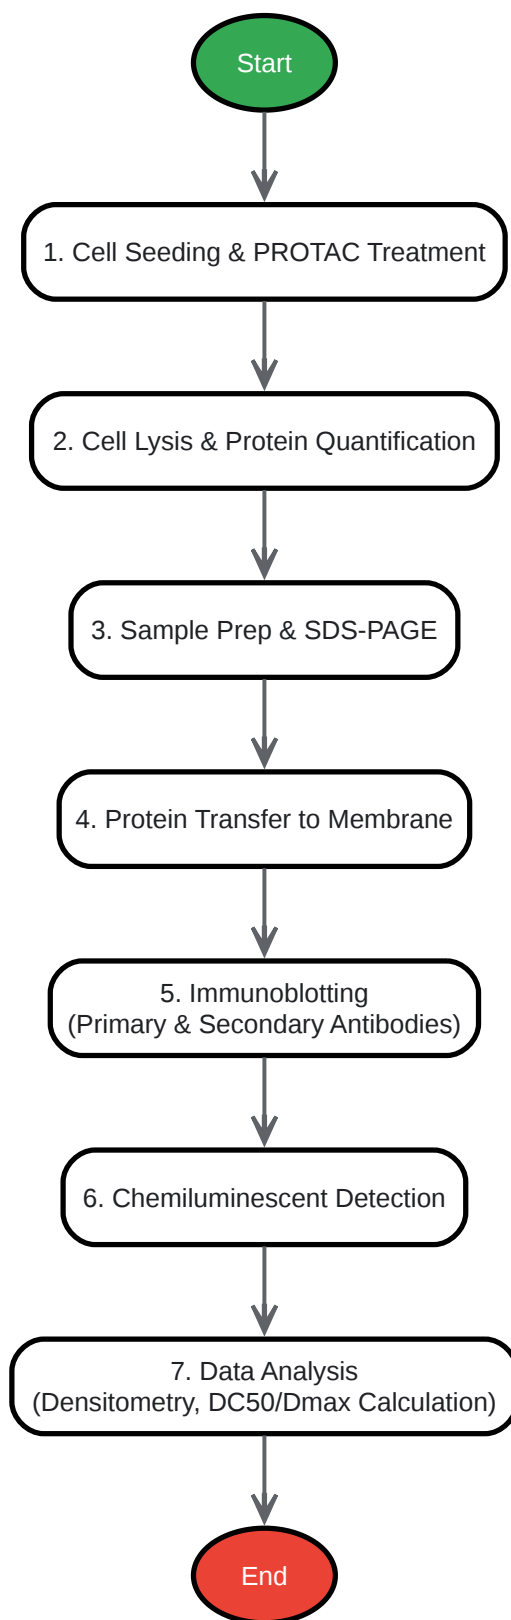 Start
1. Cell Seeding & PROTAC Treatment
2. Cell Lysis & Protein Quantification
3. Sample Prep & SDS-PAGE
4. Protein Transfer to Membrane
5. Immunoblotting
(Primary & Secondary Antibodies)
6. Chemiluminescent Detection
7. Data Analysis
(Densitometry, DC50/Dmax Calculation)
End